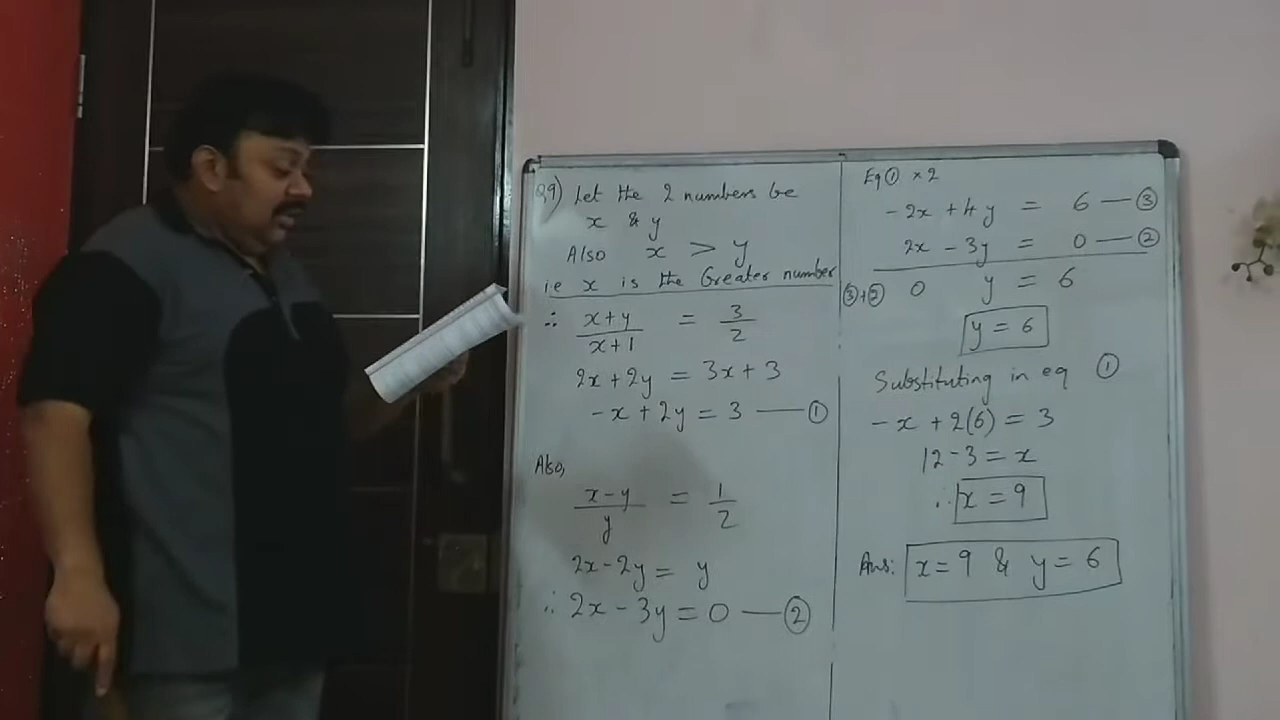 Q9) Let the 2 numbers be
x & y
Also x > y
ie x is the Greater number
∴ (x+y)/(x+1) = 3/2
2x+2y = 3x+3
-x+2y = 3 — ①
Also,
(x-y)/y = 1/2
2x-2y = y
∴ 2x-3y = 0 — ②
Eq ① × 2
-2x+4y = 6 — ③
2x-3y = 0 — ②
③+② 0 y = 6
y = 6
Substituting in eq ①
-x+2(6) = 3
12-3 = x
∴ x = 9
Ans: x=9 & y=6